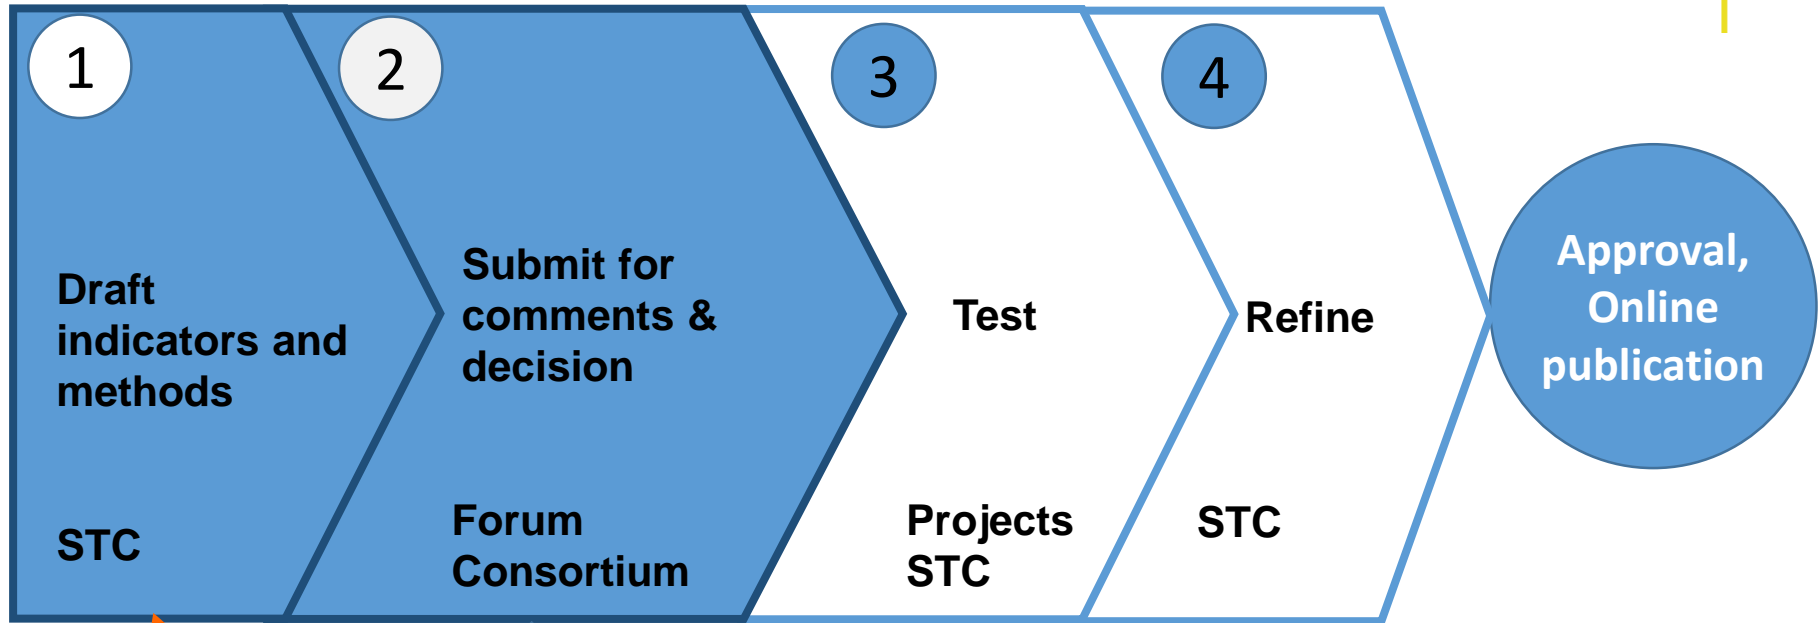 1
Draft
indicators and
methods
STC
2
Submit for
comments &
decision
Forum
Consortium
3
Test
Projects
STC
4
Refine
STC
Approval,
Online
publication